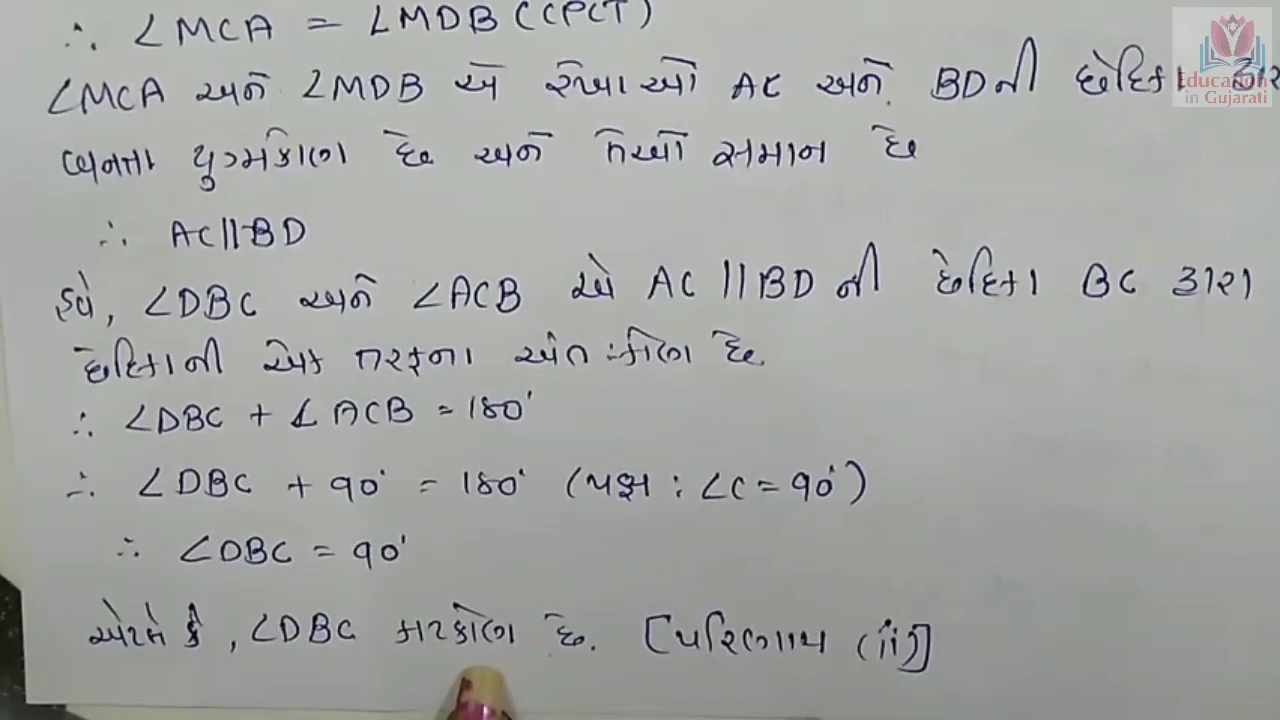 ∴ ∠MCA = ∠MDB (CPCT)
∠MCA અને ∠MDB એ રેખાઓ AC અને BD ની છેદિકા
બનતા યુગ્મકોણ છે અને તેઓ સમાન છે
∴ AC||BD
હવે, ∠DBC અને ∠ACB એ AC || BD ની છેદિકા BC દ્વારા
છેદિકાની એક તરફના અંતઃકોણ છે.
∴ ∠DBC + ∠ACB = 180°
∴ ∠DBC + 90° = 180° (પક્ષ : ∠C = 90°)
∴ ∠DBC = 90°
એટલે કે, ∠DBC કાટકોણ છે. [પરિણામ (ii)]
Education
in Gujarati